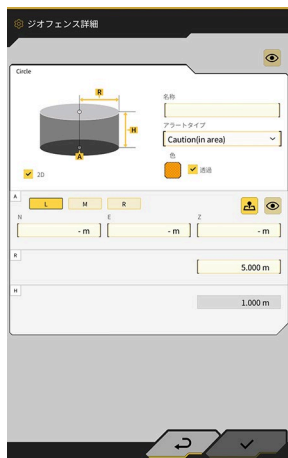 ジオフェンス詳細
Circle
R
H
A
2D
名称
アラートタイプ
Caution(in area)
色
透過
A
L M R
N E Z
- m - m - m
R
5.000 m
H
1.000 m